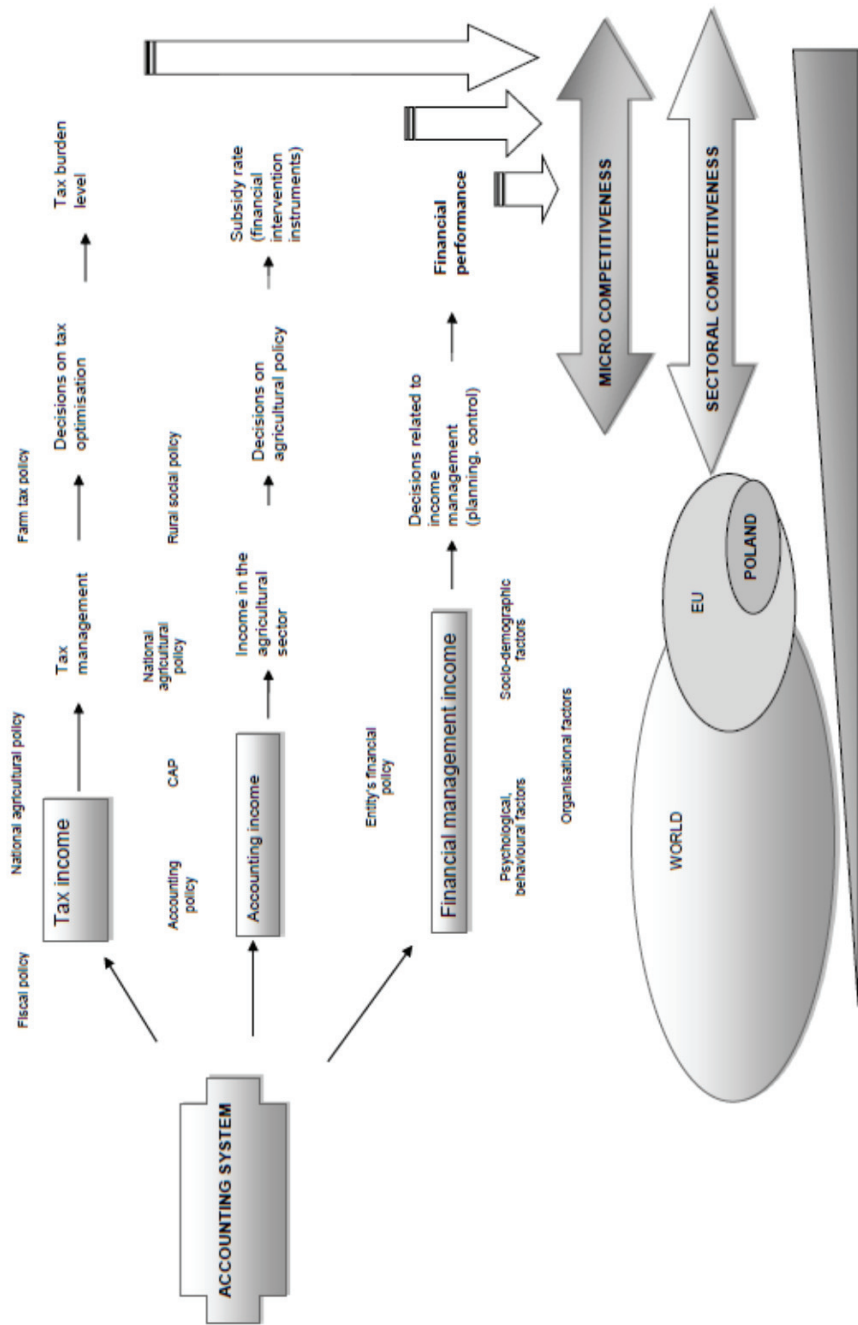 Fiscal policy
National agricultural policy
Farm tax policy
Tax income
Tax
management
Decisions on tax
optimisation
Tax burden
level
Accounting
policy
CAP
National
agricultural
policy
Rural social policy
ACCOUNTING SYSTEM
Accounting income
Income in the
agricultural
sector
Decisions on
agricultural policy
Subsidy rate
(financial
intervention
instruments)
Entity's financial
policy
Financial management income
Decisions related to
income
management
(planning, control)
Financial
performance
Psychological,
behavioural factors
Socio-demographic
factors
Organisational factors
MICRO COMPETITIVENESS
SECTORAL COMPETITIVENESS
WORLD
EU
POLAND